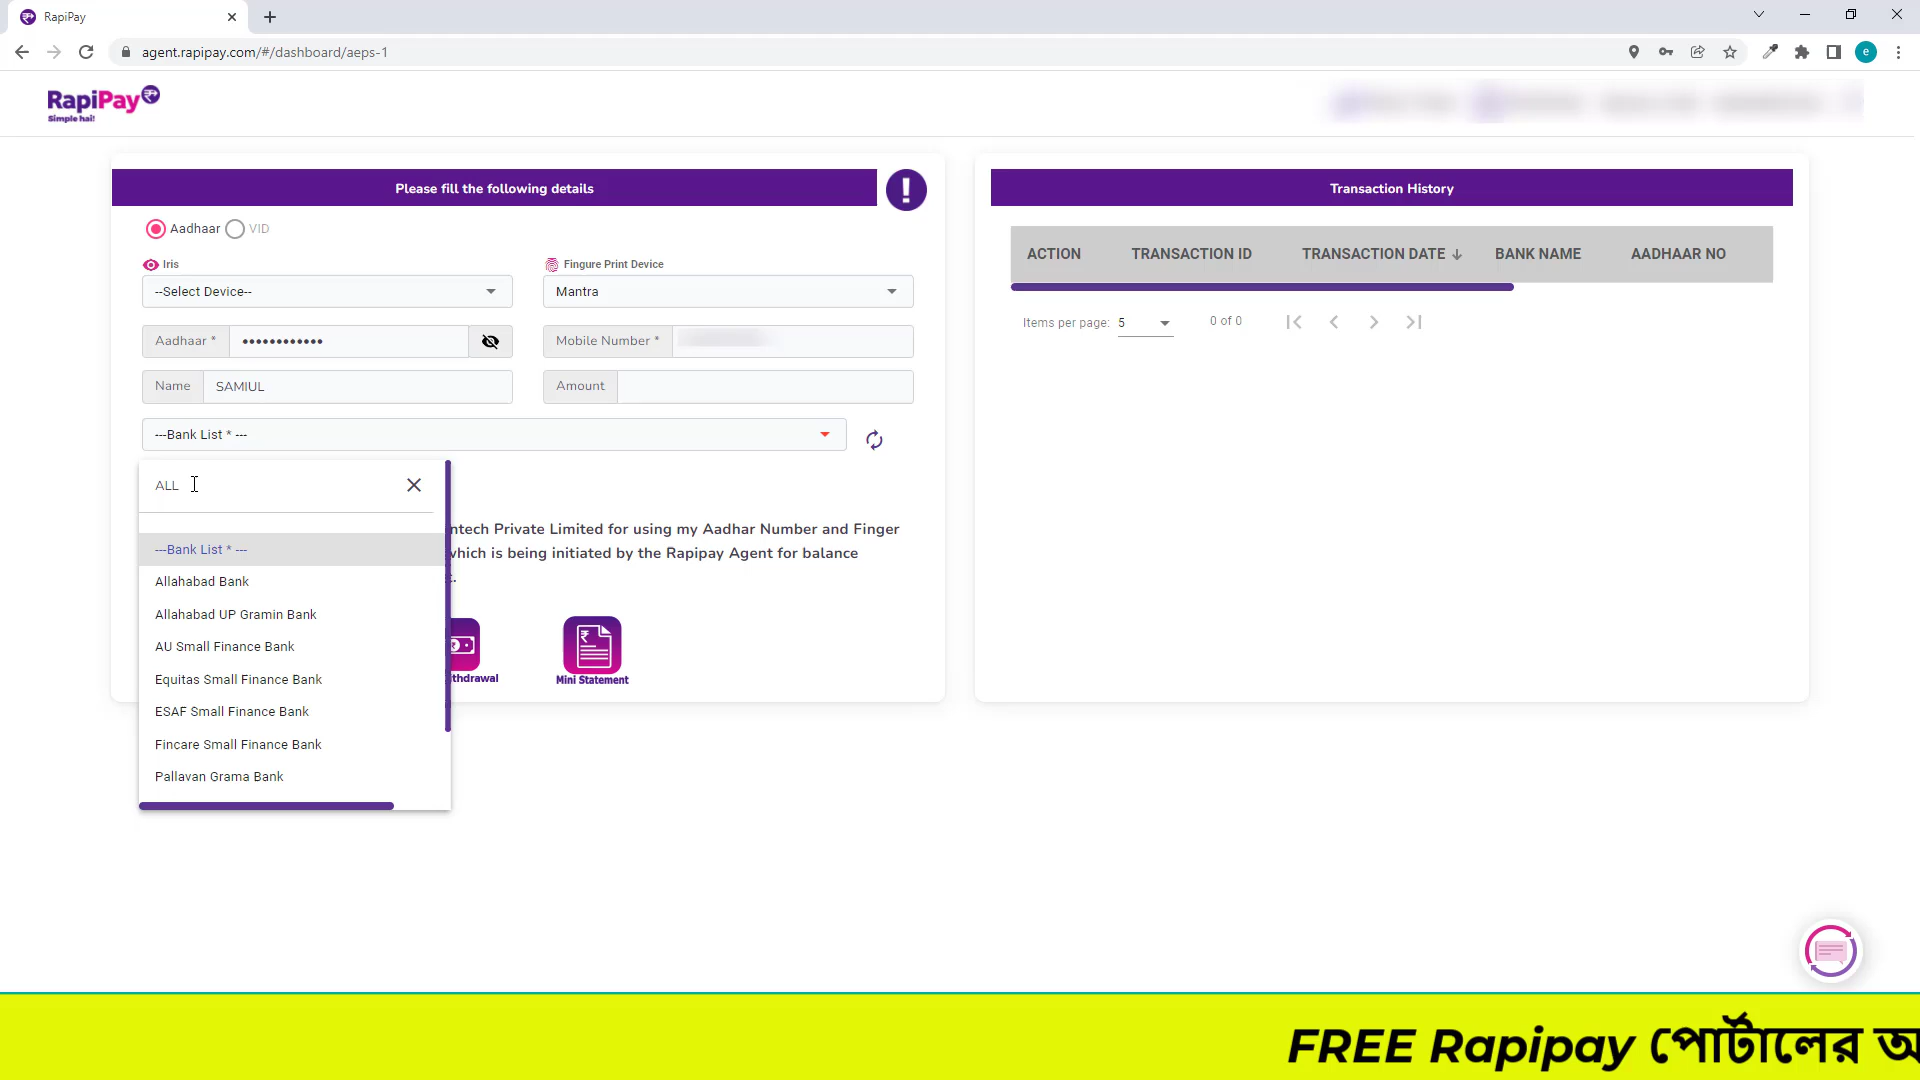 RapiPay
agent.rapipay.com/#/dashboard/aeps-1
e
RapiPay
Simple hai!
Please fill the following details
!
Transaction History
Aadhaar
VID
Iris
Fingure Print Device
--Select Device--
Mantra
Aadhaar *
••••••••••••
Mobile Number *
Name
SAMIUL
Amount
---Bank List * ---
ALL
---Bank List * ---
Allahabad Bank
Allahabad UP Gramin Bank
AU Small Finance Bank
Equitas Small Finance Bank
ESAF Small Finance Bank
Fincare Small Finance Bank
Pallavan Grama Bank
ntech Private Limited for using my Aadhar Number and Finger
which is being initiated by the Rapipay Agent for balance
thdrawal
Mini Statement
ACTION
TRANSACTION ID
TRANSACTION DATE
BANK NAME
AADHAAR NO
Items per page:
5
0 of 0
FREE Rapipay পোর্টালের অ